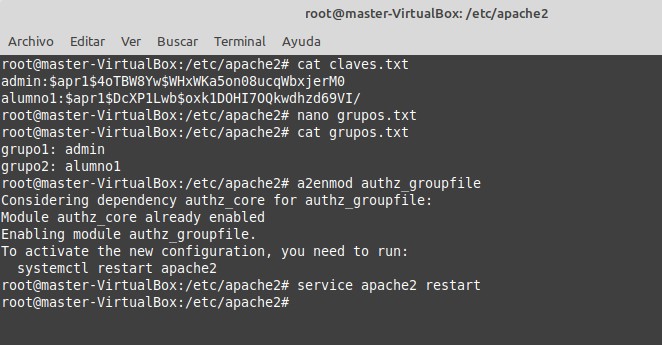 root@master-VirtualBox: /etc/apache2
Archivo Editar Ver Buscar Terminal Ayuda
root@master-VirtualBox:/etc/apache2# cat claves.txt
admin:$apr1$4oTBW8Yw$WHxWKa5on08ucqWbxjerM0
alumno1:$apr1$DcXP1Lwb$oxk1DOHI7OQkwdhzd69VI/
root@master-VirtualBox:/etc/apache2# nano grupos.txt
root@master-VirtualBox:/etc/apache2# cat grupos.txt
grupo1: admin
grupo2: alumno1
root@master-VirtualBox:/etc/apache2# a2enmod authz_groupfile
Considering dependency authz_core for authz_groupfile:
Module authz_core already enabled
Enabling module authz_groupfile.
To activate the new configuration, you need to run:
  systemctl restart apache2
root@master-VirtualBox:/etc/apache2# service apache2 restart
root@master-VirtualBox:/etc/apache2#